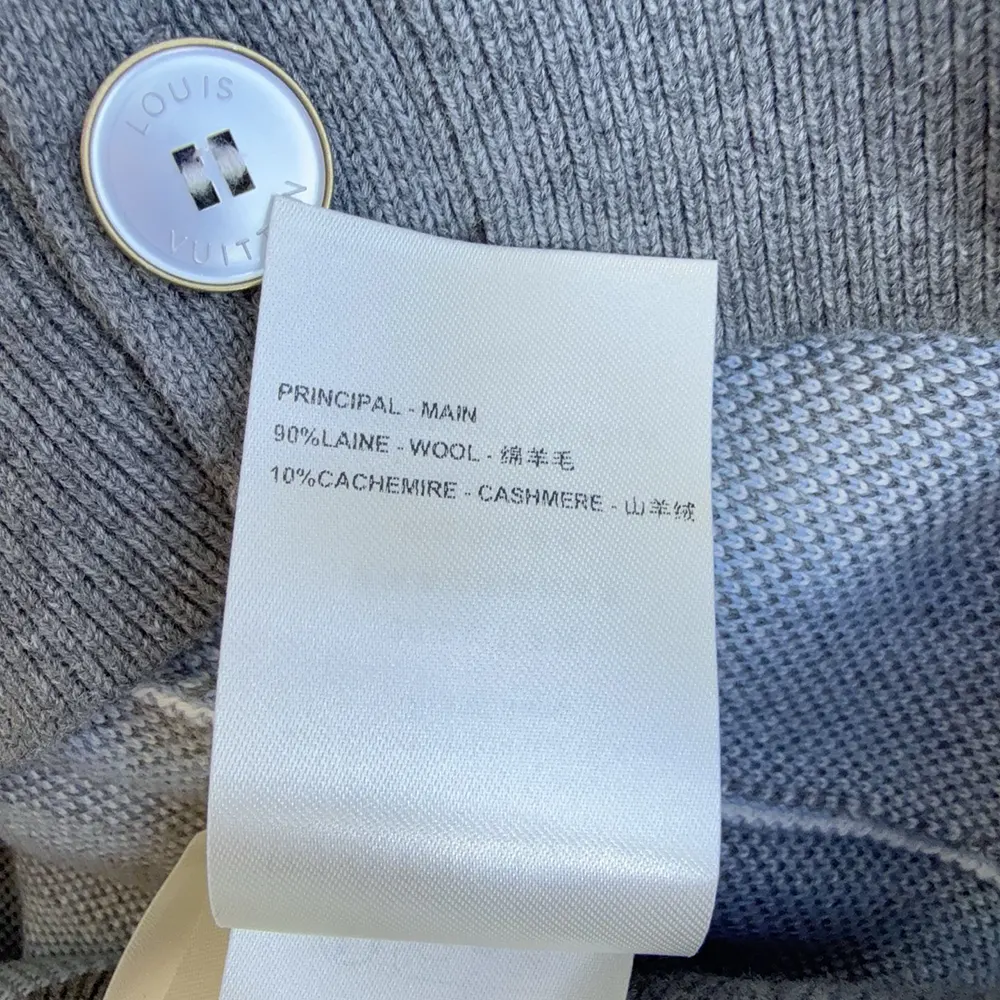 LOUIS
VUITTON
PRINCIPAL - MAIN
90%LAINE - WOOL - 绵羊毛
10%CACHEMIRE - CASHMERE - 山羊绒